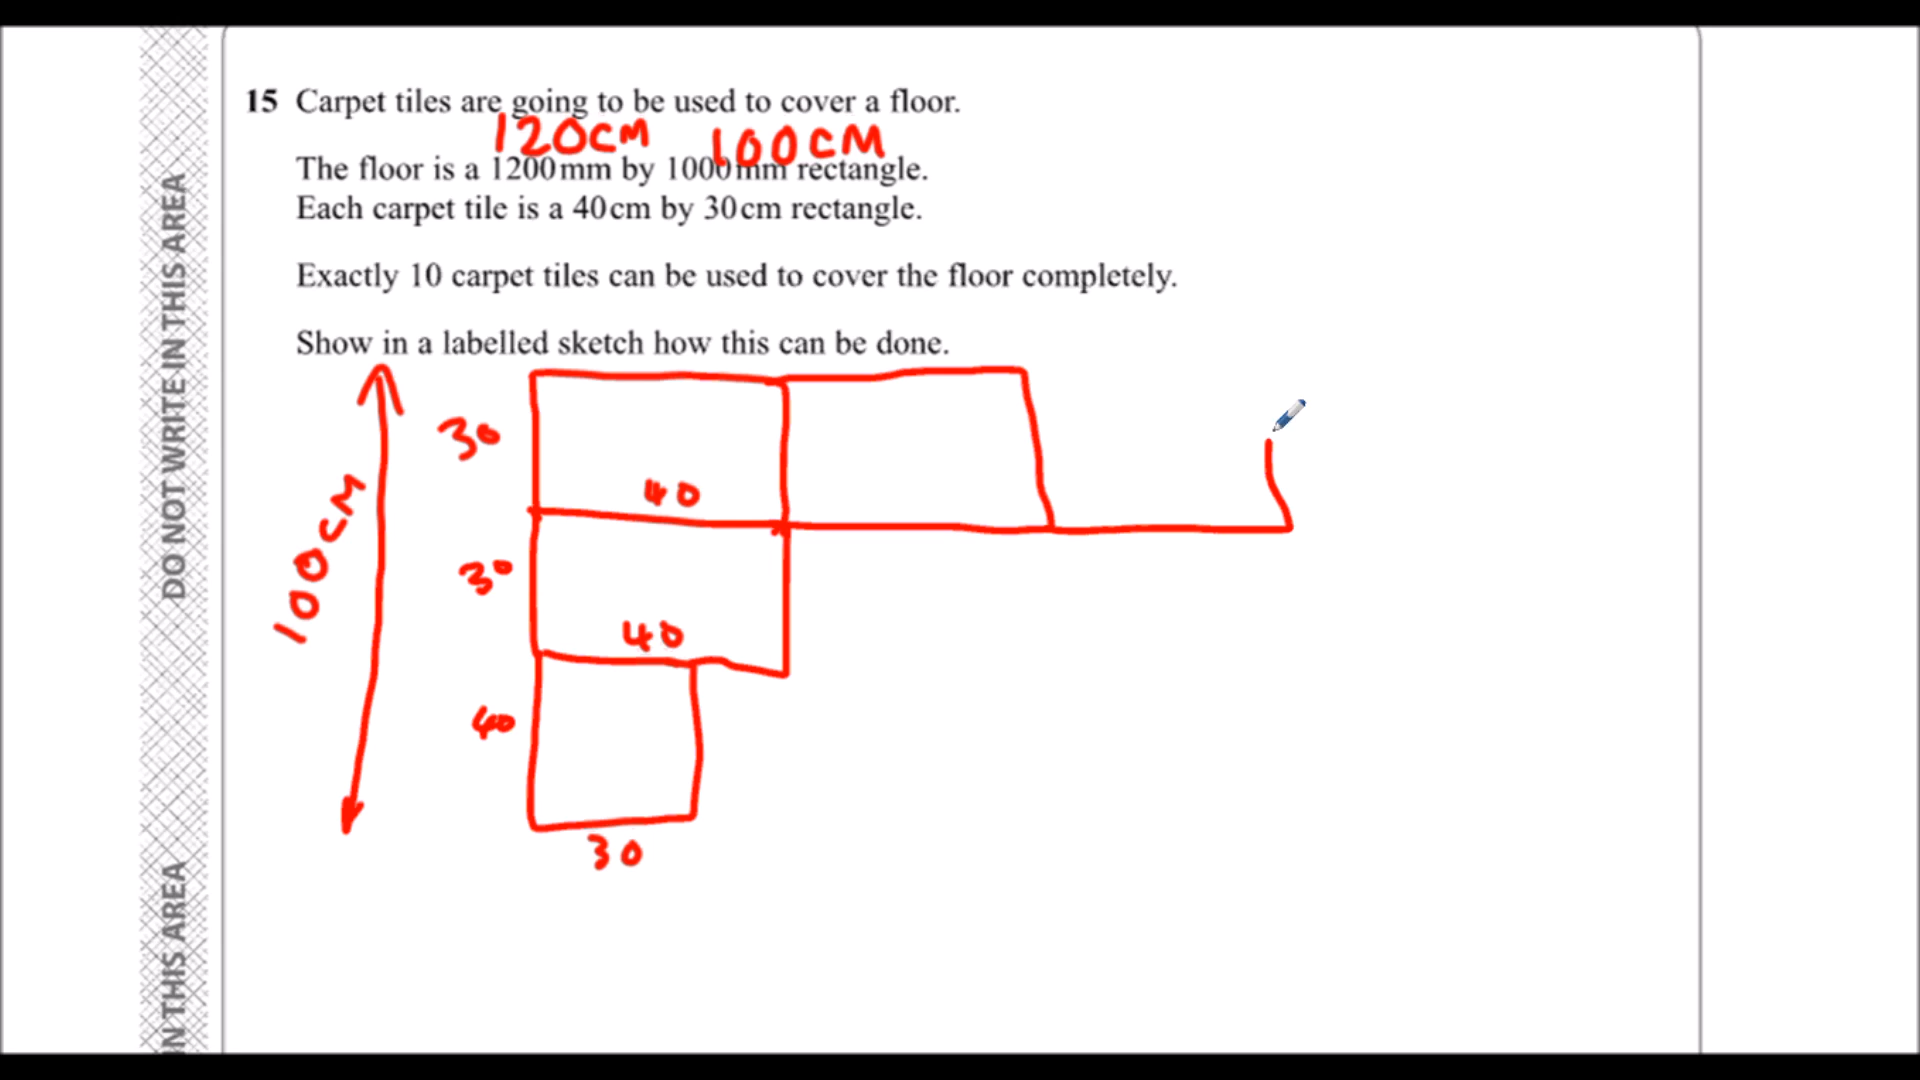 15 Carpet tiles are going to be used to cover a floor.
120CM 100CM
The floor is a 1200 mm by 1000 mm rectangle.
Each carpet tile is a 40 cm by 30 cm rectangle.
Exactly 10 carpet tiles can be used to cover the floor completely.
Show in a labelled sketch how this can be done.
30
40
100CM
30
40
40
30
DO NOT WRITE IN THIS AREA
N THIS AREA